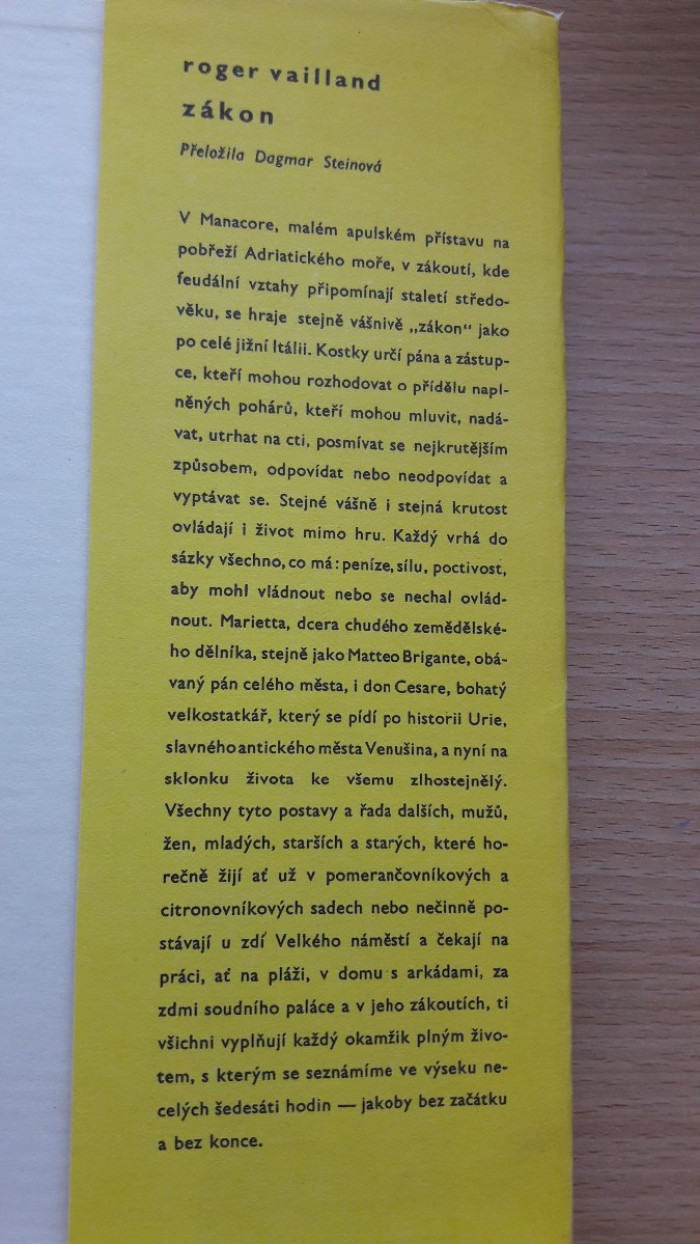 roger vailland
zákon
Přeložila Dagmar Steinová
V Manacore, malém apulském přístavu na
pobřeží Adriatického moře, v zákoutí, kde
feudální vztahy připomínají staletí středo-
věku, se hraje stejně vášnivě „zákon“ jako
po celé jižní Itálii. Kostky určí pána a zástup-
ce, kteří mohou rozhodovat o přídělu napl-
něných pohárů, kteří mohou mluvit, nadá-
vat, utrhat na cti, posmívat se nejkrutějším
způsobem, odpovídat nebo neodpovídat a
vyptávat se. Stejné vášně i stejná krutost
ovládají i život mimo hru. Každý vrhá do
sázky všechno, co má: peníze, sílu, poctivost,
aby mohl vládnout nebo se nechal ovlád-
nout. Marietta, dcera chudého zemědělské-
ho dělníka, stejně jako Matteo Brigante, obá-
vaný pán celého města, i don Cesare, bohatý
velkostatkář, který se pídí po historii Urie,
slavného antického města Venušina, a nyní na
sklonku života ke všemu zlhostejnělý.
Všechny tyto postavy a řada dalších, mužů,
žen, mladých, starších a starých, které ho-
rečně žijí ať už v pomerančovníkových a
citronovníkových sadech nebo nečinně po-
stávají u zdí Velkého náměstí a čekají na
práci, ať na pláži, v domu s arkádami, za
zdmi soudního paláce a v jeho zákoutích, ti
všichni vyplňují každý okamžik plným živo-
tem, s kterým se seznámíme ve výseku ne-
celých šedesáti hodin — jakoby bez začátku
a bez konce.